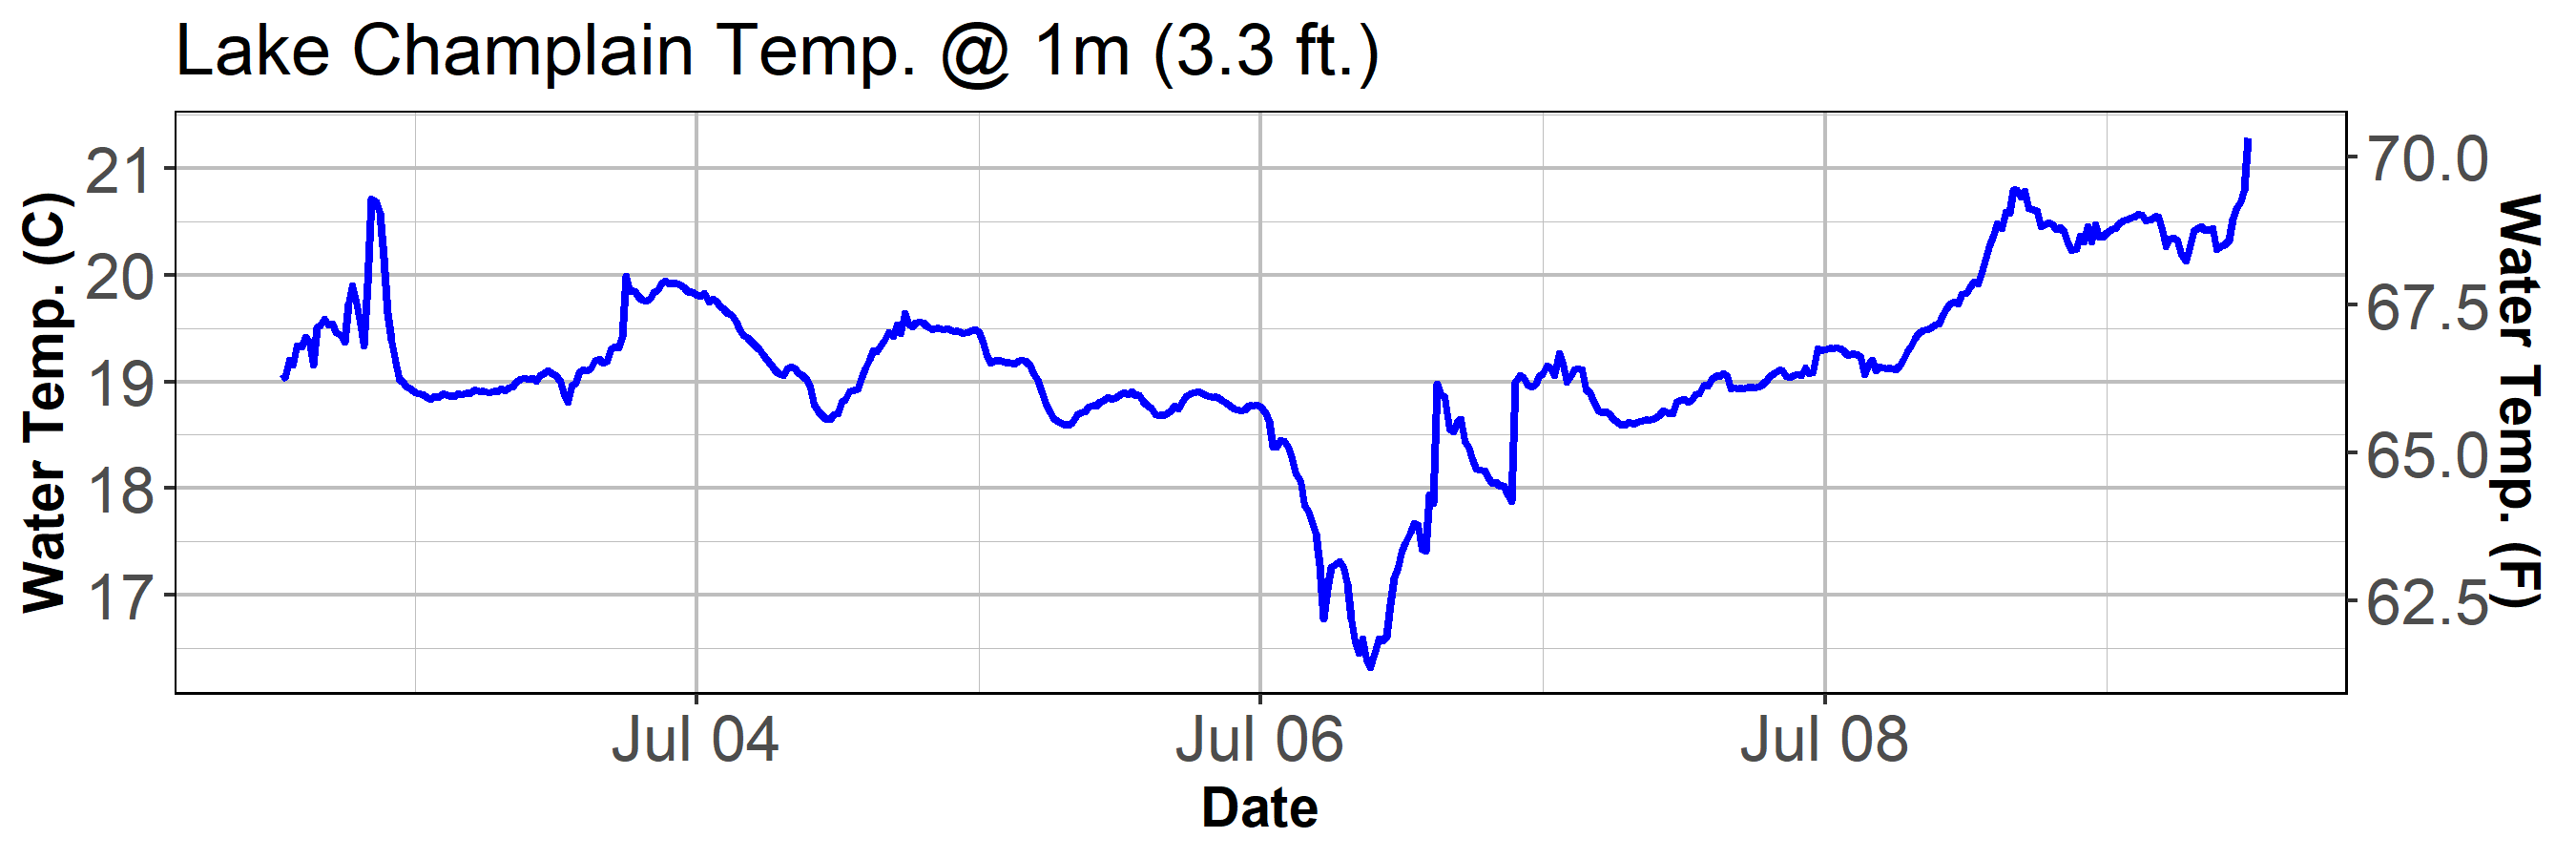 Lake Champlain Temp. @ 1m (3.3 ft.)
Water Temp. (C)
21
20
19
18
17
70.0
67.5
65.0
62.5
Water Temp. (F)
Jul 04
Jul 06
Jul 08
Date